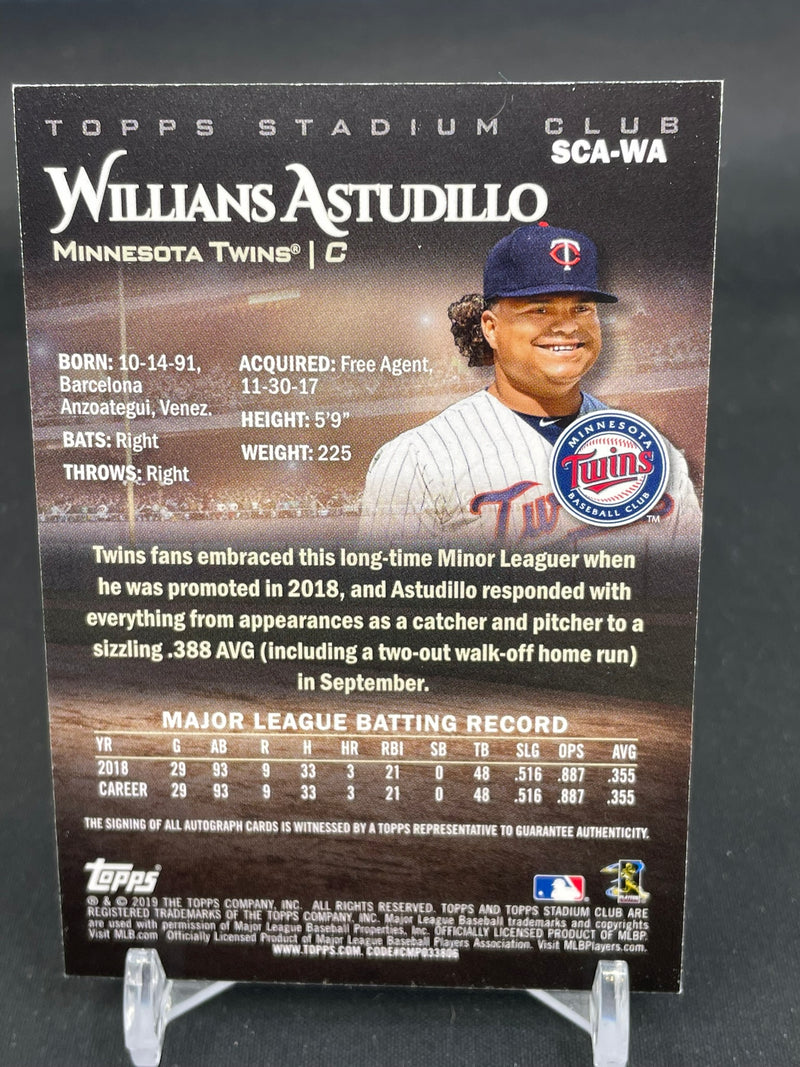 TOPPS STADIUM CLUB
SCA-WA
WILLIANS ASTUDILLO
MINNESOTA TWINS® | C
TC
BORN: 10-14-91,
Barcelona
Anzoategui, Venez.
BATS: Right
THROWS: Right
ACQUIRED: Free Agent,
11-30-17
HEIGHT: 5'9"
WEIGHT: 225
MINNESOTA
Twins
BASEBALL CLUB
TM
Twins fans embraced this long-time Minor Leaguer when
he was promoted in 2018, and Astudillo responded with
everything from appearances as a catcher and pitcher to a
sizzling .388 AVG (including a two-out walk-off home run)
in September.
MAJOR LEAGUE BATTING RECORD
YR G AB R H HR RBI SB TB SLG OPS AVG
2018 29 93 9 33 3 21 0 48 .516 .887 .355
CAREER 29 93 9 33 3 21 0 48 .516 .887 .355
THE SIGNING OF ALL AUTOGRAPH CARDS IS WITNESSED BY A TOPPS REPRESENTATIVE TO GUARANTEE AUTHENTICITY.
Topps
® & © 2019 THE TOPPS COMPANY, INC. ALL RIGHTS RESERVED. TOPPS AND TOPPS STADIUM CLUB ARE
REGISTERED TRADEMARKS OF THE TOPPS COMPANY, INC. Major League Baseball trademarks and copyrights
are used with permission of Major League Baseball Properties, Inc. OFFICIALLY LICENSED PRODUCT OF MLBP.
Visit MLB.com Officially Licensed Product of Major League Baseball Players Association. Visit MLBPlayers.com.
WWW.TOPPS.COM. CODE#CMP033806